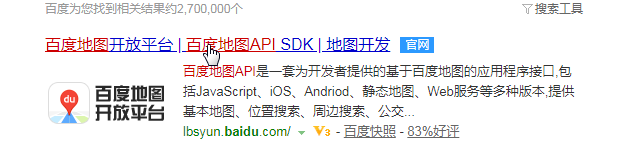 百度为您找到相关结果约2,700,000个 搜索工具
百度地图开放平台 | 百度地图API SDK | 地图开发 官网
百度地图
开放平台
du
百度地图API是一套为开发者提供的基于百度地图的应用程序接口,包
括JavaScript、iOS、Andriod、静态地图、Web服务等多种版本,提供
基本地图、位置搜索、周边搜索、公交...
lbsyun.baidu.com/ V3 - 百度快照 - 83%好评